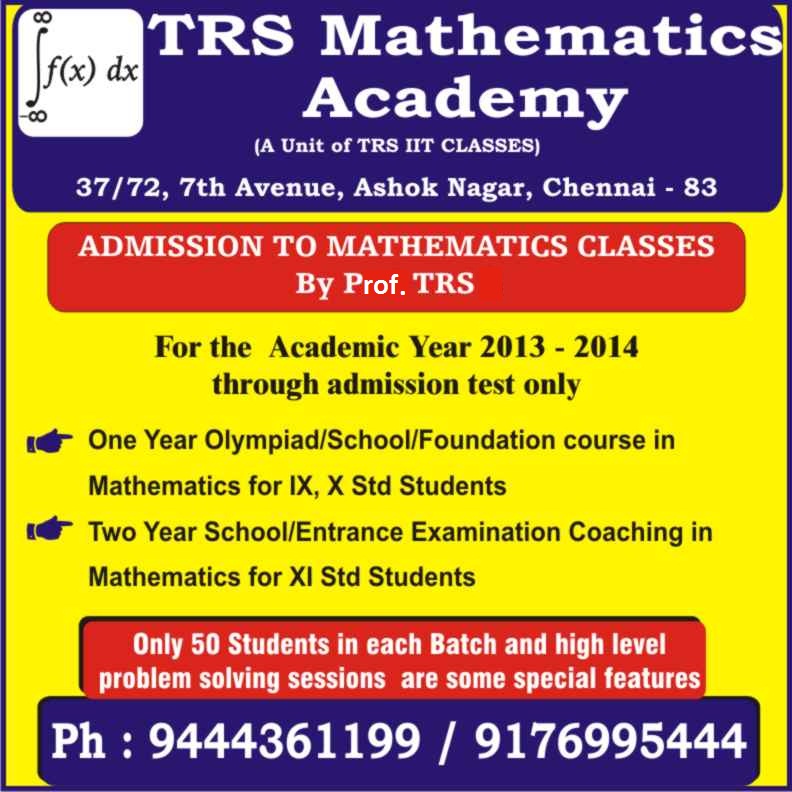 ∞
∫ f(x) dx
-∞
TRS Mathematics
Academy
(A Unit of TRS IIT CLASSES)
37/72, 7th Avenue, Ashok Nagar, Chennai - 83
ADMISSION TO MATHEMATICS CLASSES
By Prof. TRS
For the Academic Year 2013 - 2014
through admission test only
One Year Olympiad/School/Foundation course in
Mathematics for IX, X Std Students
Two Year School/Entrance Examination Coaching in
Mathematics for XI Std Students
Only 50 Students in each Batch and high level
problem solving sessions are some special features
Ph : 9444361199 / 9176995444